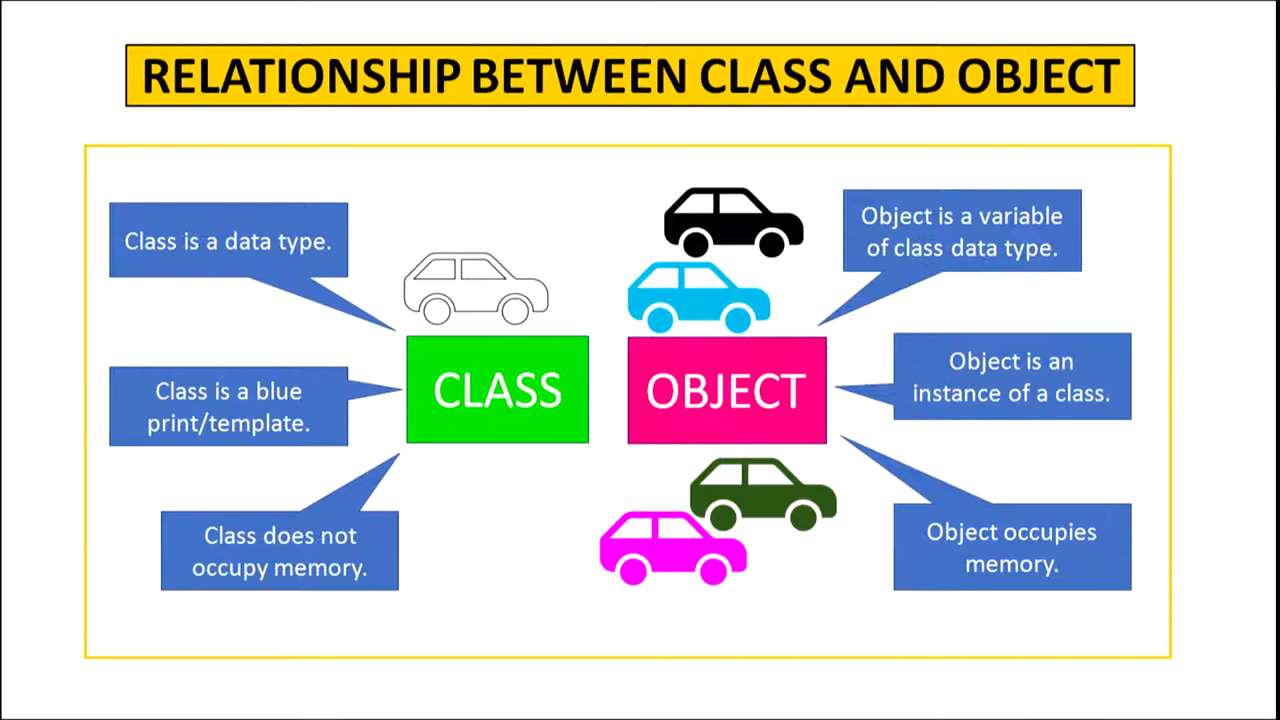 RELATIONSHIP BETWEEN CLASS AND OBJECT
Class is a data type.
Class is a blue
print/template.
Class does not
occupy memory.
CLASS
OBJECT
Object is a variable
of class data type.
Object is an
instance of a class.
Object occupies
memory.